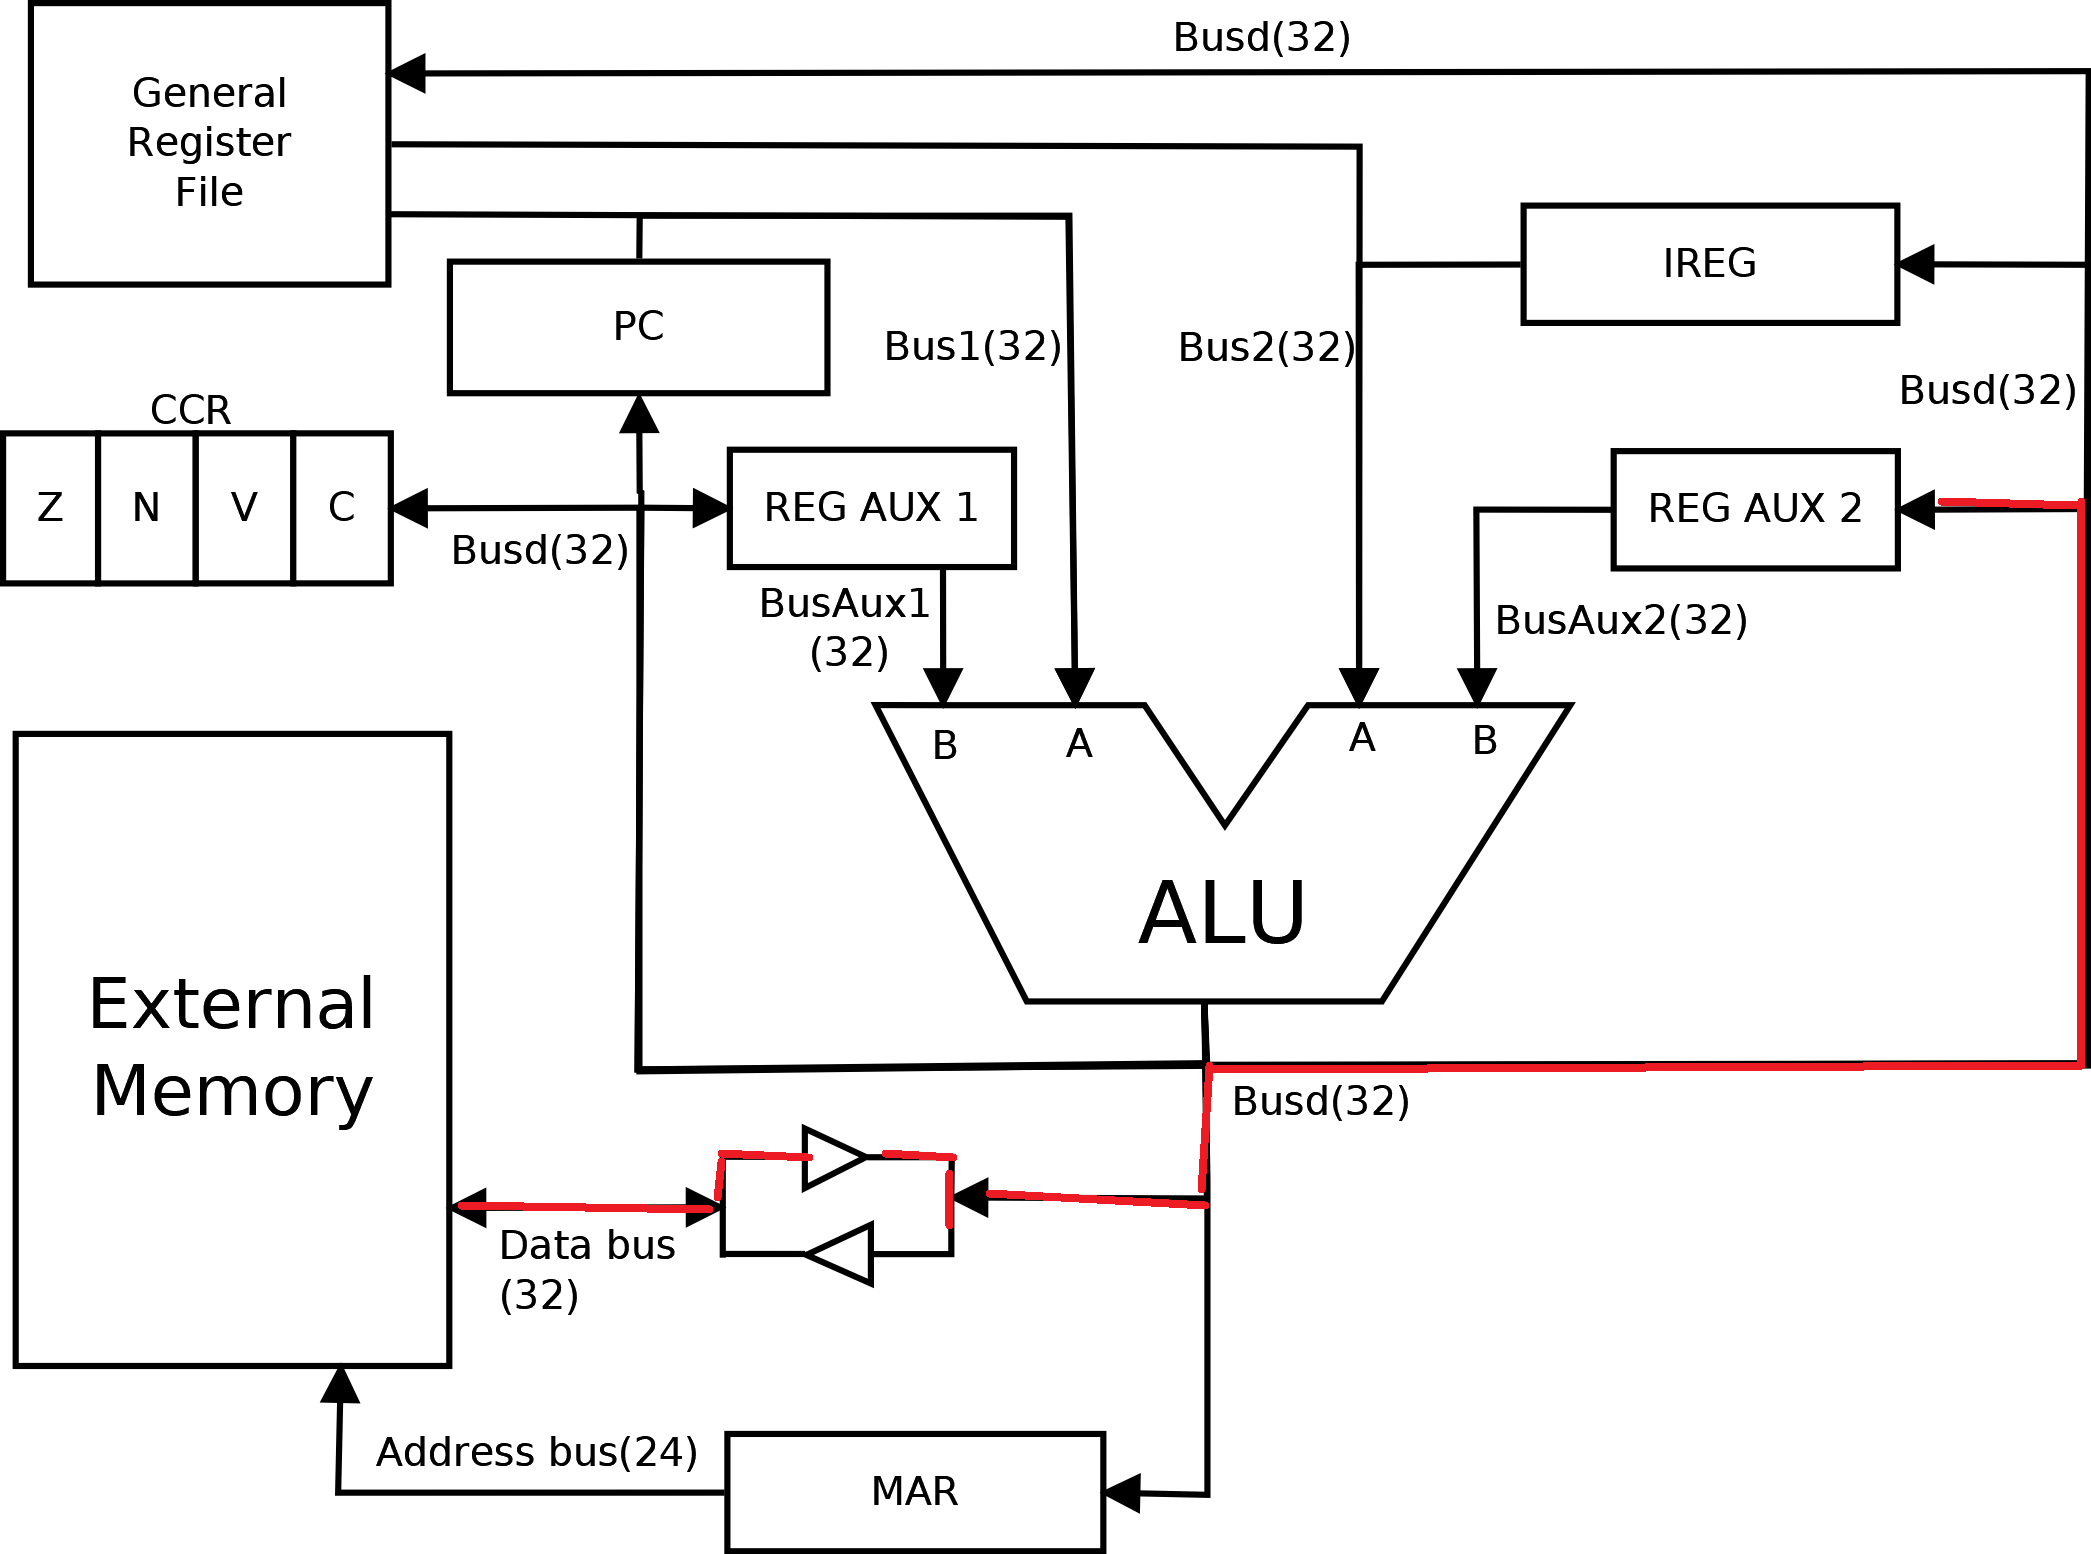 Busd(32)
General
Register
File
IREG
PC
Bus1(32)
Bus2(32)
Busd(32)
CCR
Z
N
V
C
REG AUX 1
REG AUX 2
Busd(32)
BusAux1
(32)
BusAux2(32)
B
A
A
B
ALU
External
Memory
Busd(32)
Data bus
(32)
Address bus(24)
MAR